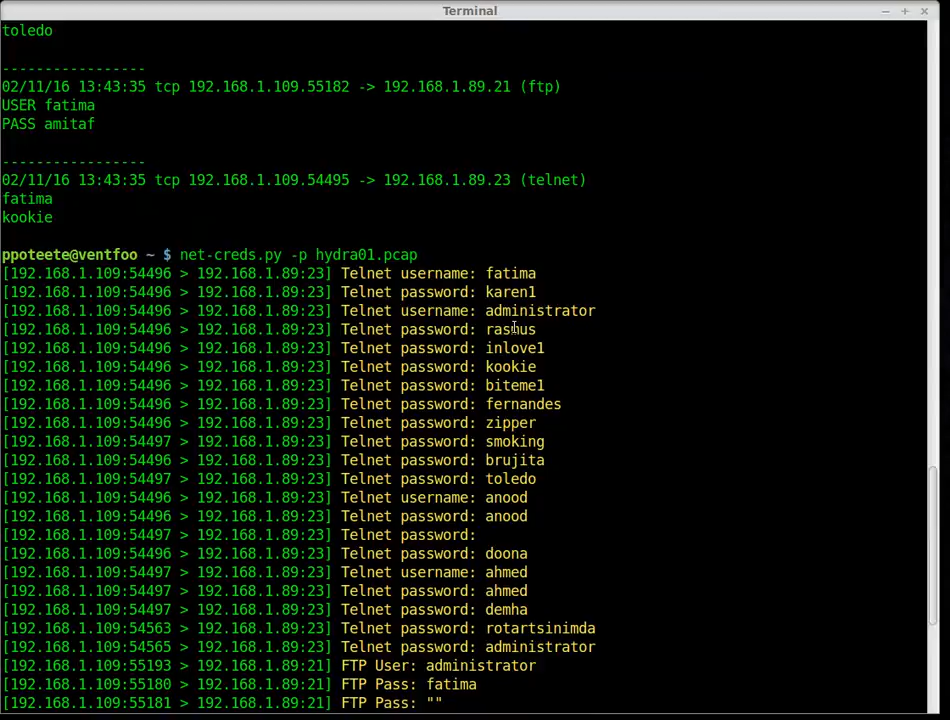 Terminal
toledo
-----------------
02/11/16 13:43:35 tcp 192.168.1.109.55182 -> 192.168.1.89.21 (ftp)
USER fatima
PASS amitaf
-----------------
02/11/16 13:43:35 tcp 192.168.1.109.54495 -> 192.168.1.89.23 (telnet)
fatima
kookie
ppoteete@ventfoo ~ $ net-creds.py -p hydra01.pcap
[192.168.1.109:54496 > 192.168.1.89:23] Telnet username: fatima
[192.168.1.109:54496 > 192.168.1.89:23] Telnet password: karen1
[192.168.1.109:54496 > 192.168.1.89:23] Telnet username: administrator
[192.168.1.109:54496 > 192.168.1.89:23] Telnet password: rasmus
[192.168.1.109:54496 > 192.168.1.89:23] Telnet password: inlove1
[192.168.1.109:54496 > 192.168.1.89:23] Telnet password: kookie
[192.168.1.109:54496 > 192.168.1.89:23] Telnet password: biteme1
[192.168.1.109:54496 > 192.168.1.89:23] Telnet password: fernandes
[192.168.1.109:54496 > 192.168.1.89:23] Telnet password: zipper
[192.168.1.109:54497 > 192.168.1.89:23] Telnet password: smoking
[192.168.1.109:54496 > 192.168.1.89:23] Telnet password: brujita
[192.168.1.109:54497 > 192.168.1.89:23] Telnet password: toledo
[192.168.1.109:54496 > 192.168.1.89:23] Telnet username: anood
[192.168.1.109:54496 > 192.168.1.89:23] Telnet password: anood
[192.168.1.109:54497 > 192.168.1.89:23] Telnet password:
[192.168.1.109:54496 > 192.168.1.89:23] Telnet password: doona
[192.168.1.109:54497 > 192.168.1.89:23] Telnet username: ahmed
[192.168.1.109:54497 > 192.168.1.89:23] Telnet password: ahmed
[192.168.1.109:54497 > 192.168.1.89:23] Telnet password: demha
[192.168.1.109:54563 > 192.168.1.89:23] Telnet password: rotartsinimda
[192.168.1.109:54565 > 192.168.1.89:23] Telnet password: administrator
[192.168.1.109:55193 > 192.168.1.89:21] FTP User: administrator
[192.168.1.109:55180 > 192.168.1.89:21] FTP Pass: fatima
[192.168.1.109:55181 > 192.168.1.89:21] FTP Pass: ""